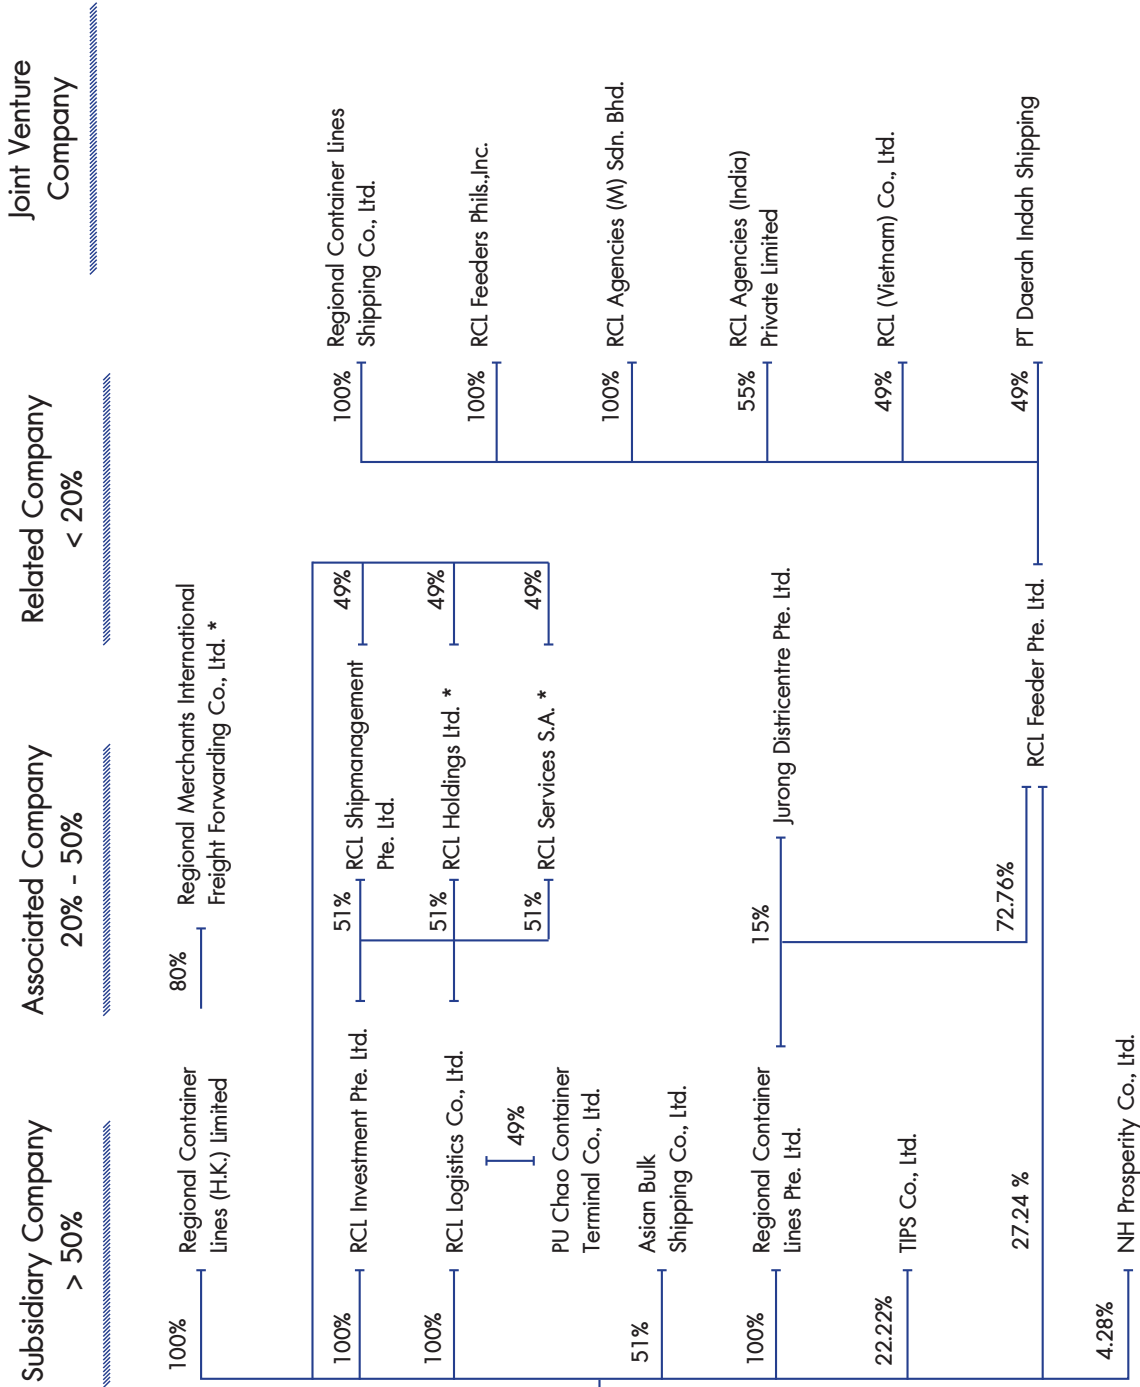 Subsidiary Company
> 50%
Associated Company
20% - 50%
Related Company
< 20%
Joint Venture
Company
100%
Regional Container
Lines (H.K.) Limited
80%
Regional Merchants International
Freight Forwarding Co., Ltd. *
100%
RCL Investment Pte. Ltd.
51%
RCL Shipmanagement
Pte. Ltd.
49%
100%
RCL Logistics Co., Ltd.
51%
RCL Holdings Ltd. *
49%
49%
PU Chao Container
Terminal Co., Ltd.
51%
RCL Services S.A. *
49%
51%
Asian Bulk
Shipping Co., Ltd.
100%
Regional Container
Lines Pte. Ltd.
15%
Jurong Districentre Pte. Ltd.
22.22%
TIPS Co., Ltd.
72.76%
27.24 %
RCL Feeder Pte. Ltd.
4.28%
NH Prosperity Co., Ltd.
100%
Regional Container Lines
Shipping Co., Ltd.
100%
RCL Feeders Phils.,Inc.
100%
RCL Agencies (M) Sdn. Bhd.
55%
RCL Agencies (India)
Private Limited
49%
RCL (Vietnam) Co., Ltd.
49%
PT Daerah Indah Shipping